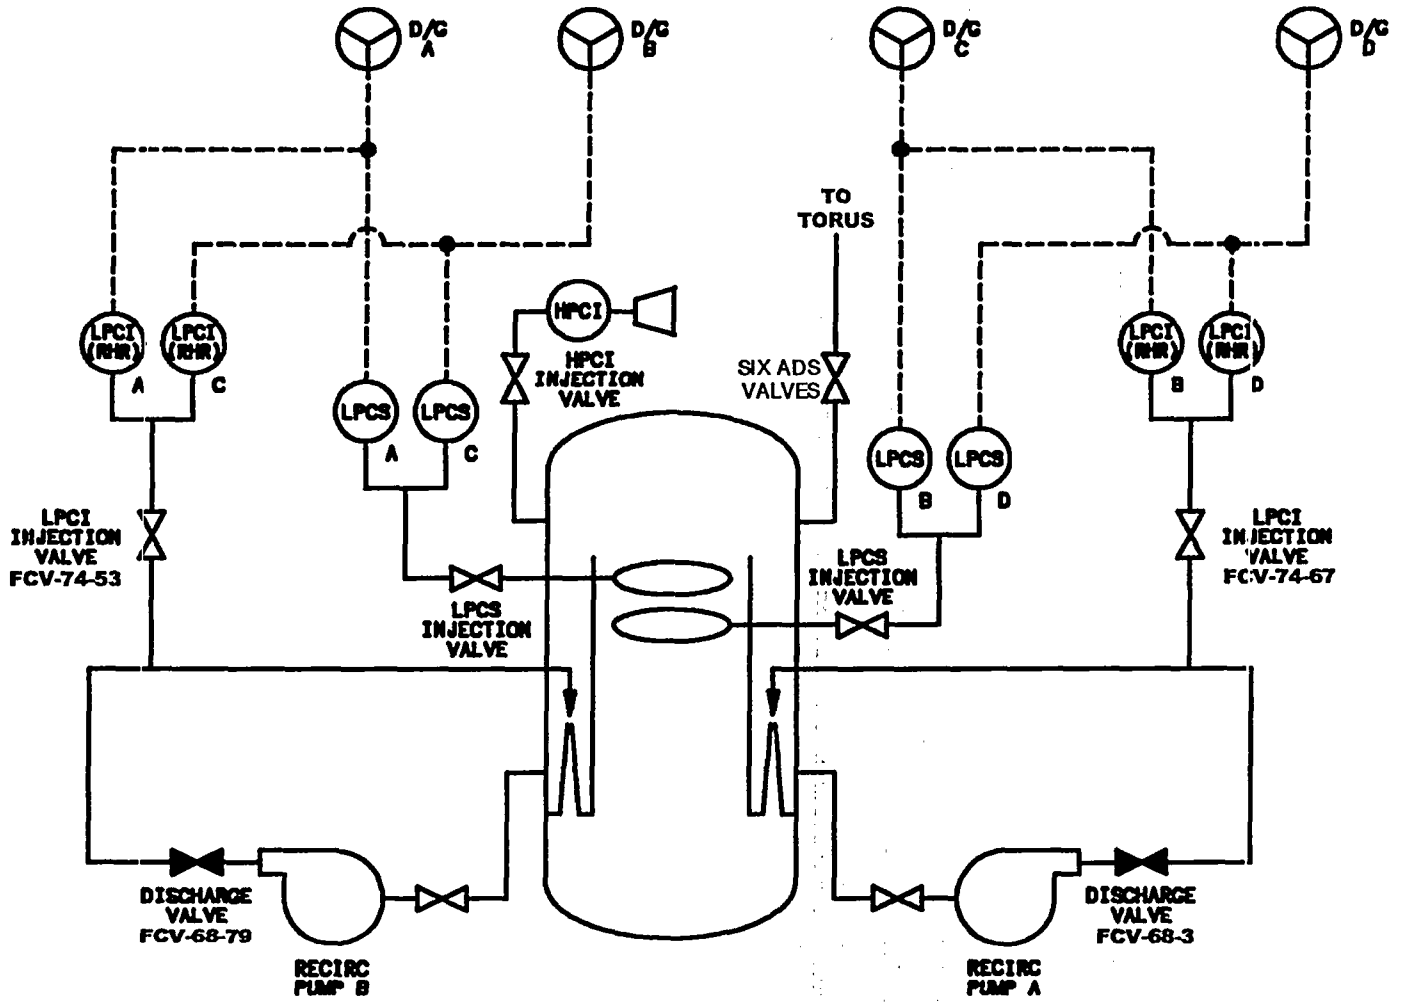 D/G
A
D/G
B
D/G
C
D/G
D
TO
TORUS
LPCI
(RHR)
A
LPCI
(RHR)
C
HPCI
HPCI
INJECTION
VALVE
SIX ADS
VALVES
LPCI
(RHR)
B
LPCI
(RHR)
D
LPCS
A
LPCS
C
LPCS
B
LPCS
D
LPCI
INJECTION
VALVE
FCV-74-53
LPCI
INJECTION
VALVE
FCV-74-67
LPCS
INJECTION
VALVE
LPCS
INJECTION
VALVE
DISCHARGE
VALVE
FCV-68-79
DISCHARGE
VALVE
FCV-68-3
RECIRC
PUMP B
RECIRC
PUMP A